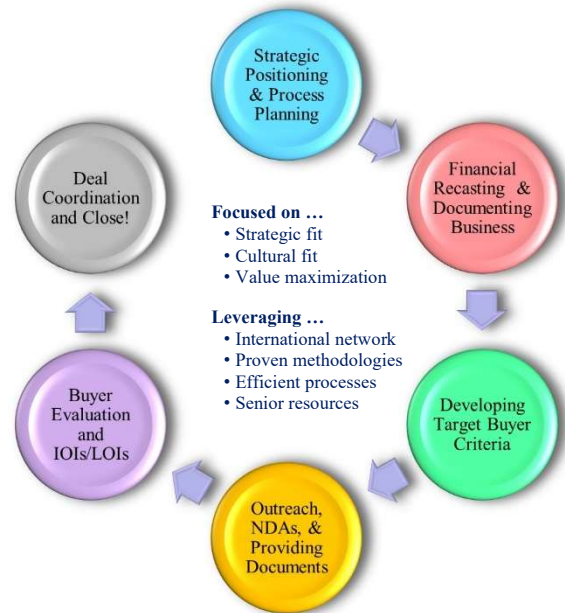 Strategic
Positioning
& Process
Planning
Financial
Recasting &
Documenting
Business
Developing
Target Buyer
Criteria
Outreach,
NDAs, &
Providing
Documents
Buyer
Evaluation
and
IOIs/LOIs
Deal
Coordination
and Close!
Focused on ...
• Strategic fit
• Cultural fit
• Value maximization
Leveraging ...
• International network
• Proven methodologies
• Efficient processes
• Senior resources